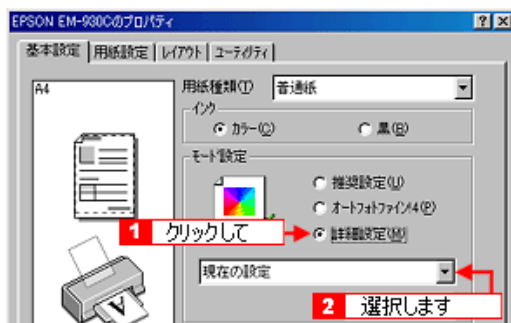 EPSON EM-930Cのプロパティ
基本設定 用紙設定 レイアウト ユーティリティ
A4
用紙種類(T) 普通紙
インク
カラー(C) 黒(B)
モード設定
推奨設定(U)
オートフォトファイン!4(P)
1 クリックして
詳細設定(M)
現在の設定
2 選択します
A